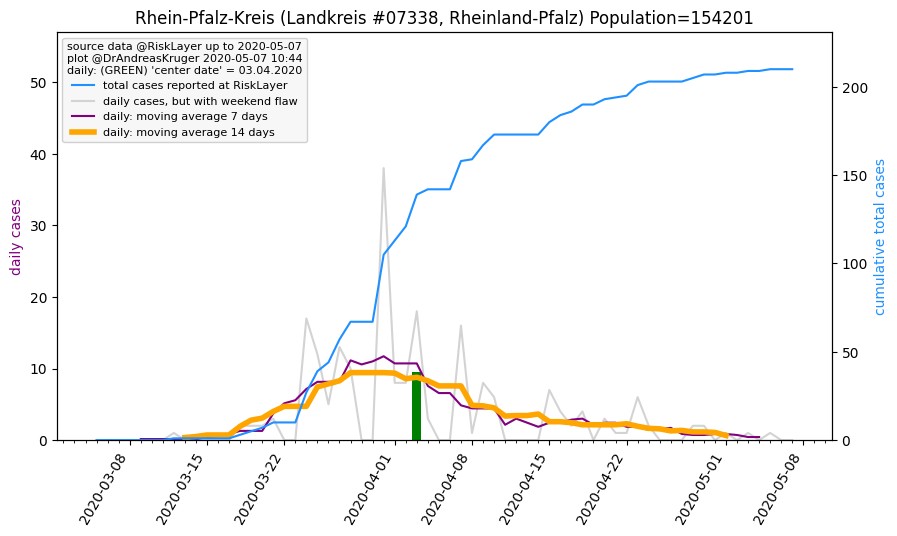 Rhein-Pfalz-Kreis (Landkreis #07338, Rheinland-Pfalz) Population=154201
source data @RiskLayer up to 2020-05-07
plot @DrAndreasKruger 2020-05-07 10:44
daily: (GREEN) 'center date' = 03.04.2020
total cases reported at RiskLayer
daily cases, but with weekend flaw
daily: moving average 7 days
daily: moving average 14 days
daily cases
50
40
30
20
10
0
cumulative total cases
200
150
100
50
0
2020-03-08
2020-03-15
2020-03-22
2020-04-01
2020-04-08
2020-04-15
2020-04-22
2020-05-01
2020-05-08